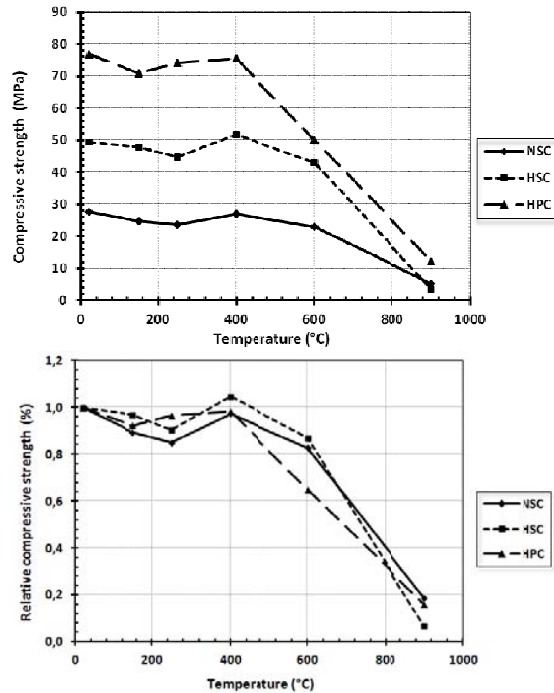 Compressive strength (MPa)
90
80
70
60
50
40
30
20
10
0
0 200 400 600 800 1000
Temperature (°C)
NSC
HSC
HPC
Relative compressive strength (%)
1,2
1,0
0,8
0,6
0,4
0,2
0,0
0 200 400 600 800 1000
Temperature (°C)
NSC
HSC
HPC